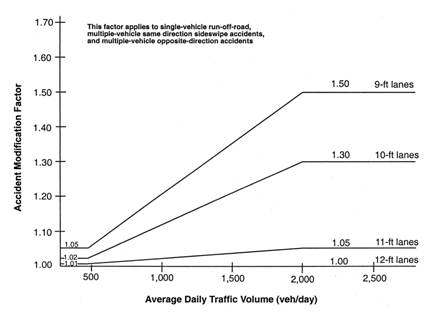 1.70
This factor applies to single-vehicle run-off-road,
multiple-vehicle same direction sideswipe accidents,
and multiple-vehicle opposite-direction accidents
1.60
1.50
1.50 9-ft lanes
1.40
1.30
1.30 10-ft lanes
1.20
1.10
1.05
1.05 11-ft lanes
1.02
1.01
1.00
1.00 12-ft lanes
500 1,000 1,500 2,000 2,500
Accident Modification Factor
Average Daily Traffic Volume (veh/day)